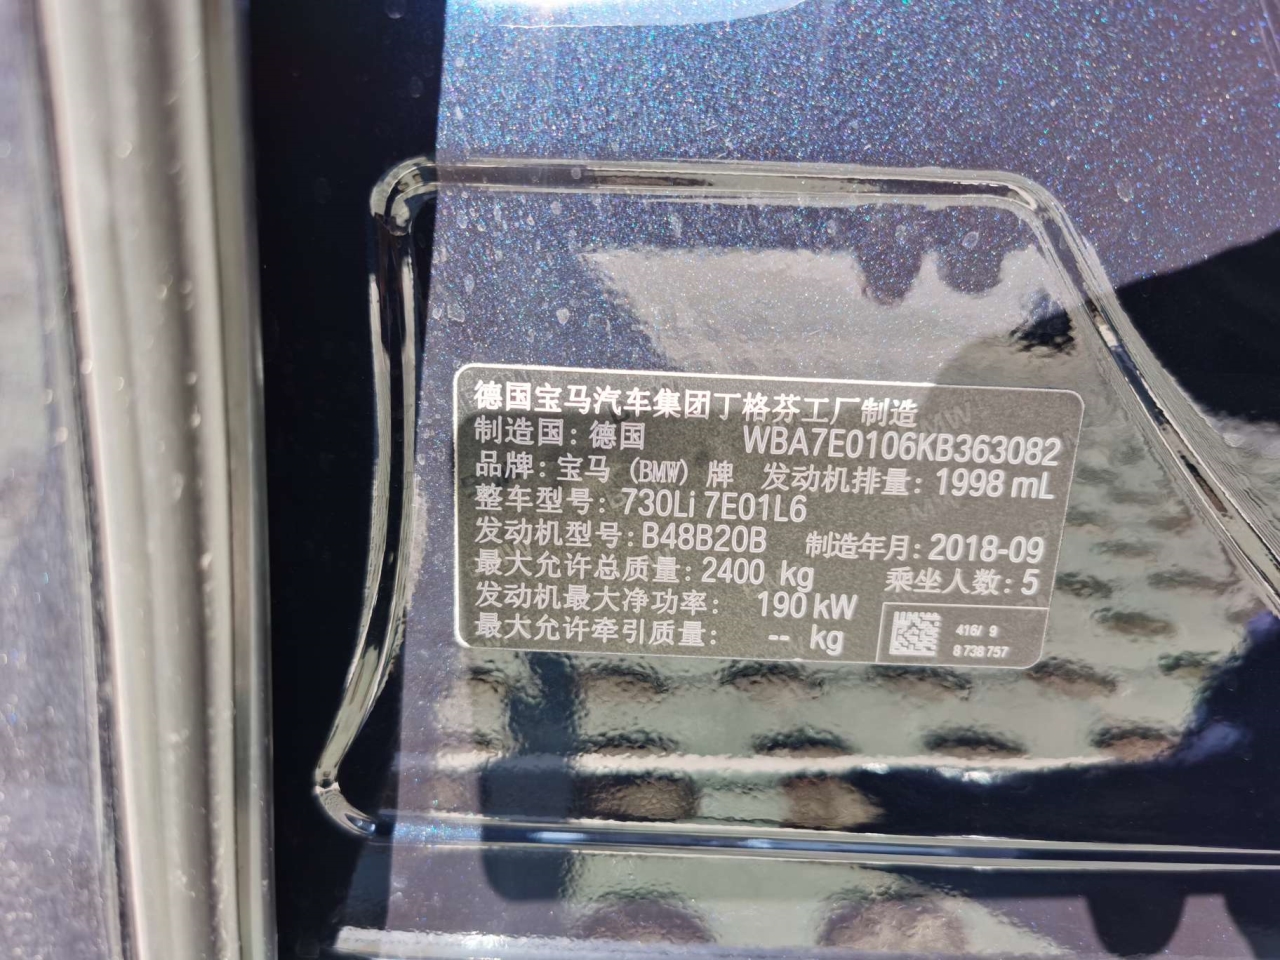 德国宝马汽车集团丁格芬工厂制造
制造国: 德国 WBA7E0106KB363082
品牌: 宝马 (BMW) 牌 发动机排量: 1998 mL
整车型号: 730Li 7E01L6
发动机型号: B48B20B 制造年月: 2018-09
最大允许总质量: 2400 kg 乘坐人数: 5
发动机最大净功率: 190 kW
最大允许牵引质量: -- kg
416/ 9
8 738 757